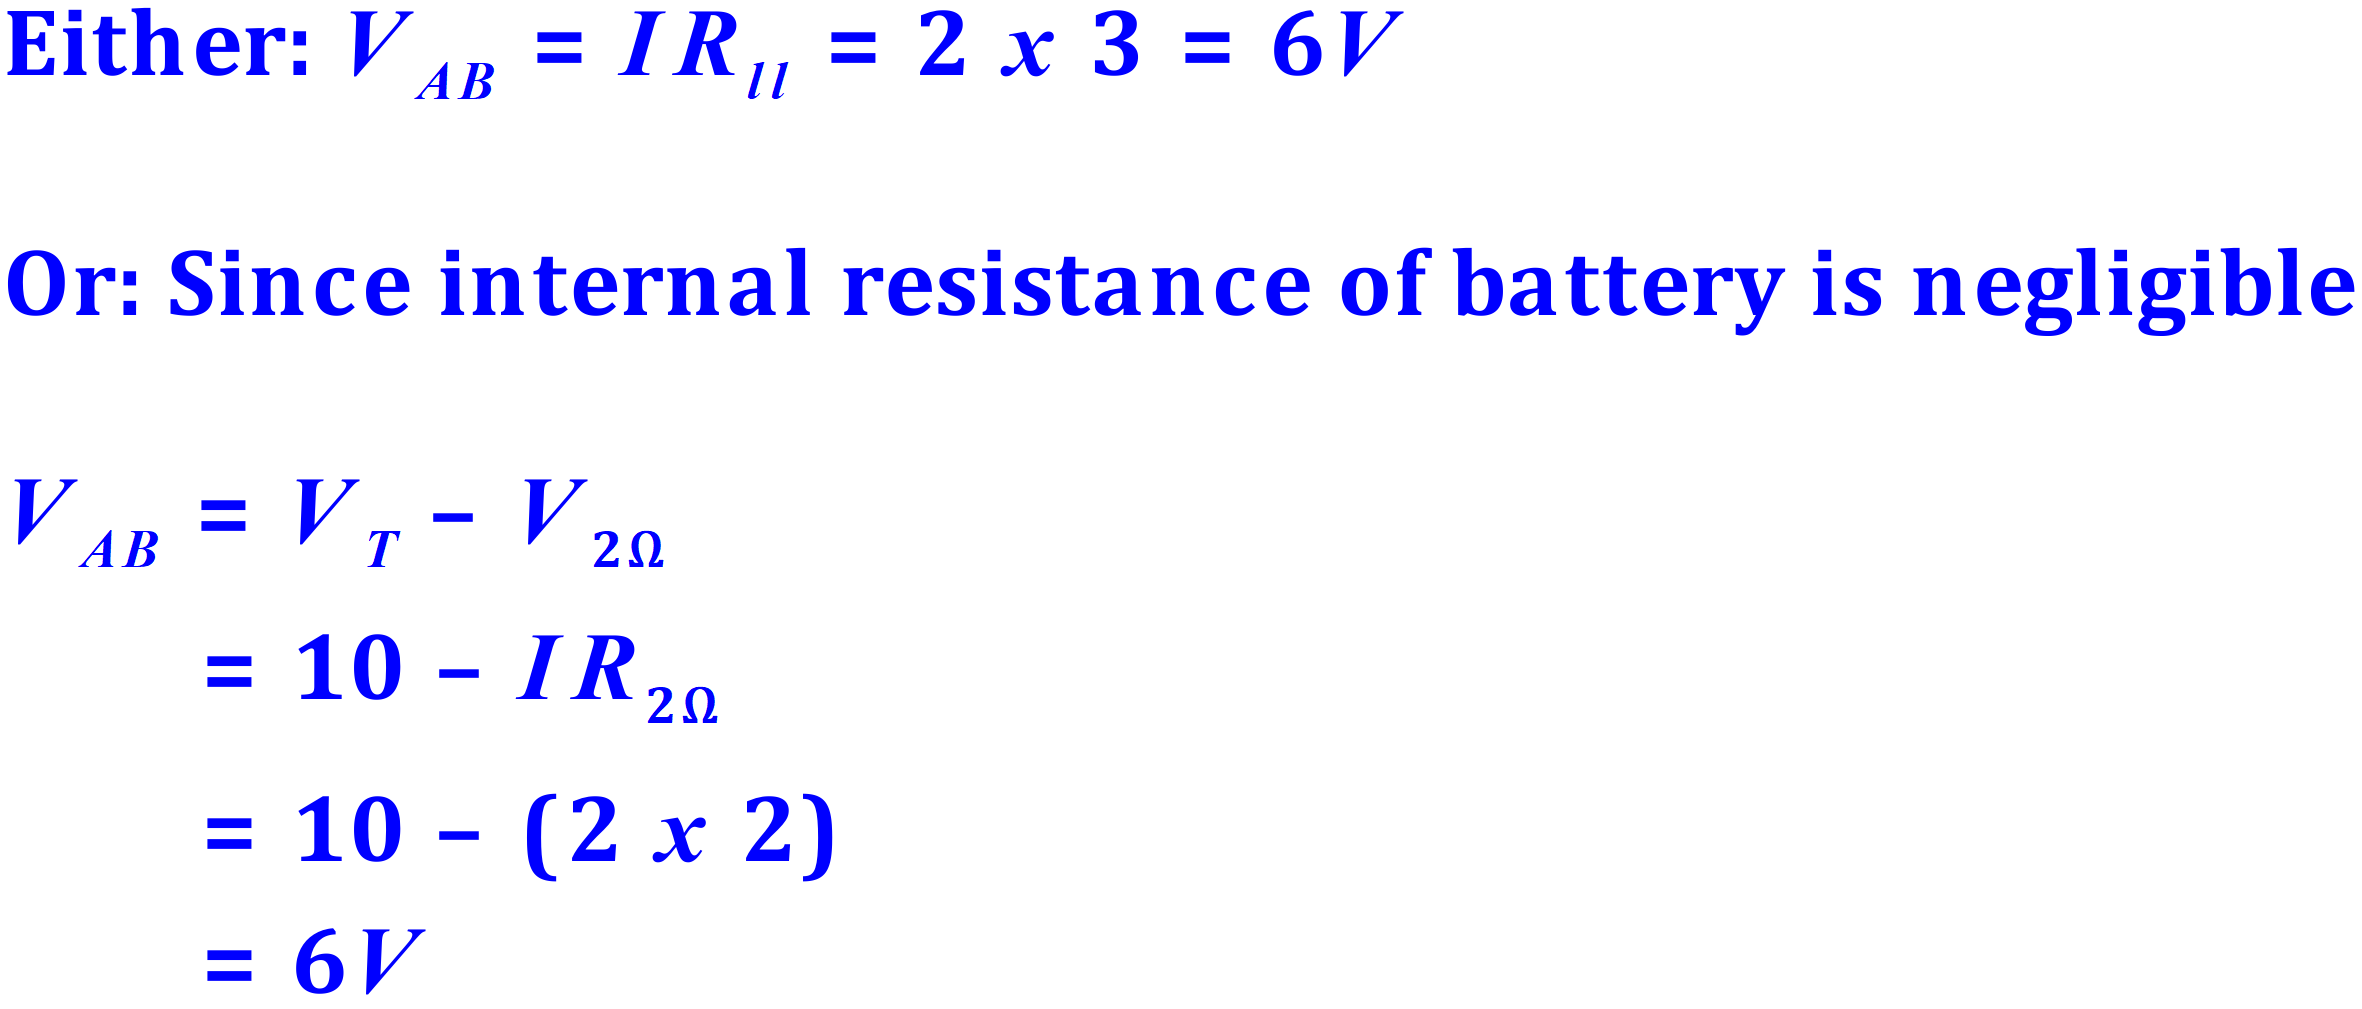 Either: V_AB = IR_ll = 2 x 3 = 6V
Or: Since internal resistance of battery is negligible
V_AB = V_T – V_2Ω
= 10 – IR_2Ω
= 10 – (2 x 2)
= 6V